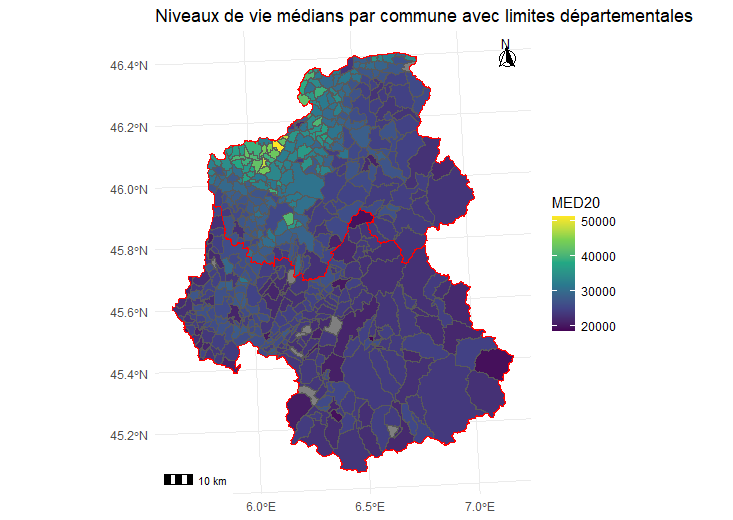 Niveaux de vie médians par commune avec limites départementales
N
46.4°N
46.2°N
46.0°N
45.8°N
45.6°N
45.4°N
45.2°N
MED20
50000
40000
30000
20000
10 km
6.0°E
6.5°E
7.0°E